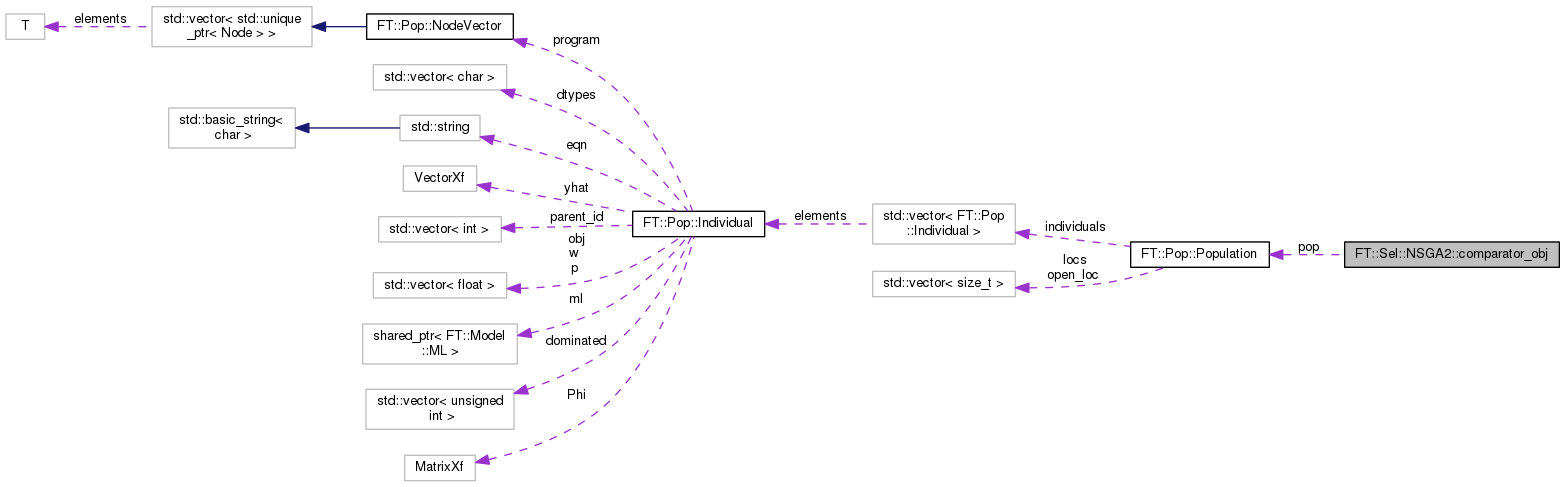 T
elements
std::vector< std::unique
_ptr< Node > >
FT::Pop::NodeVector
program
std::vector< char >
dtypes
std::basic_string<
char >
std::string
eqn
VectorXf
yhat
std::vector< int >
parent_id
FT::Pop::Individual
elements
std::vector< FT::Pop
::Individual >
individuals
FT::Pop::Population
pop
FT::Sel::NSGA2::comparator_obj
std::vector< size_t >
locs
open_loc
std::vector< float >
obj
w
p
shared_ptr< FT::Model
::ML >
ml
std::vector< unsigned
int >
dominated
MatrixXf
Phi